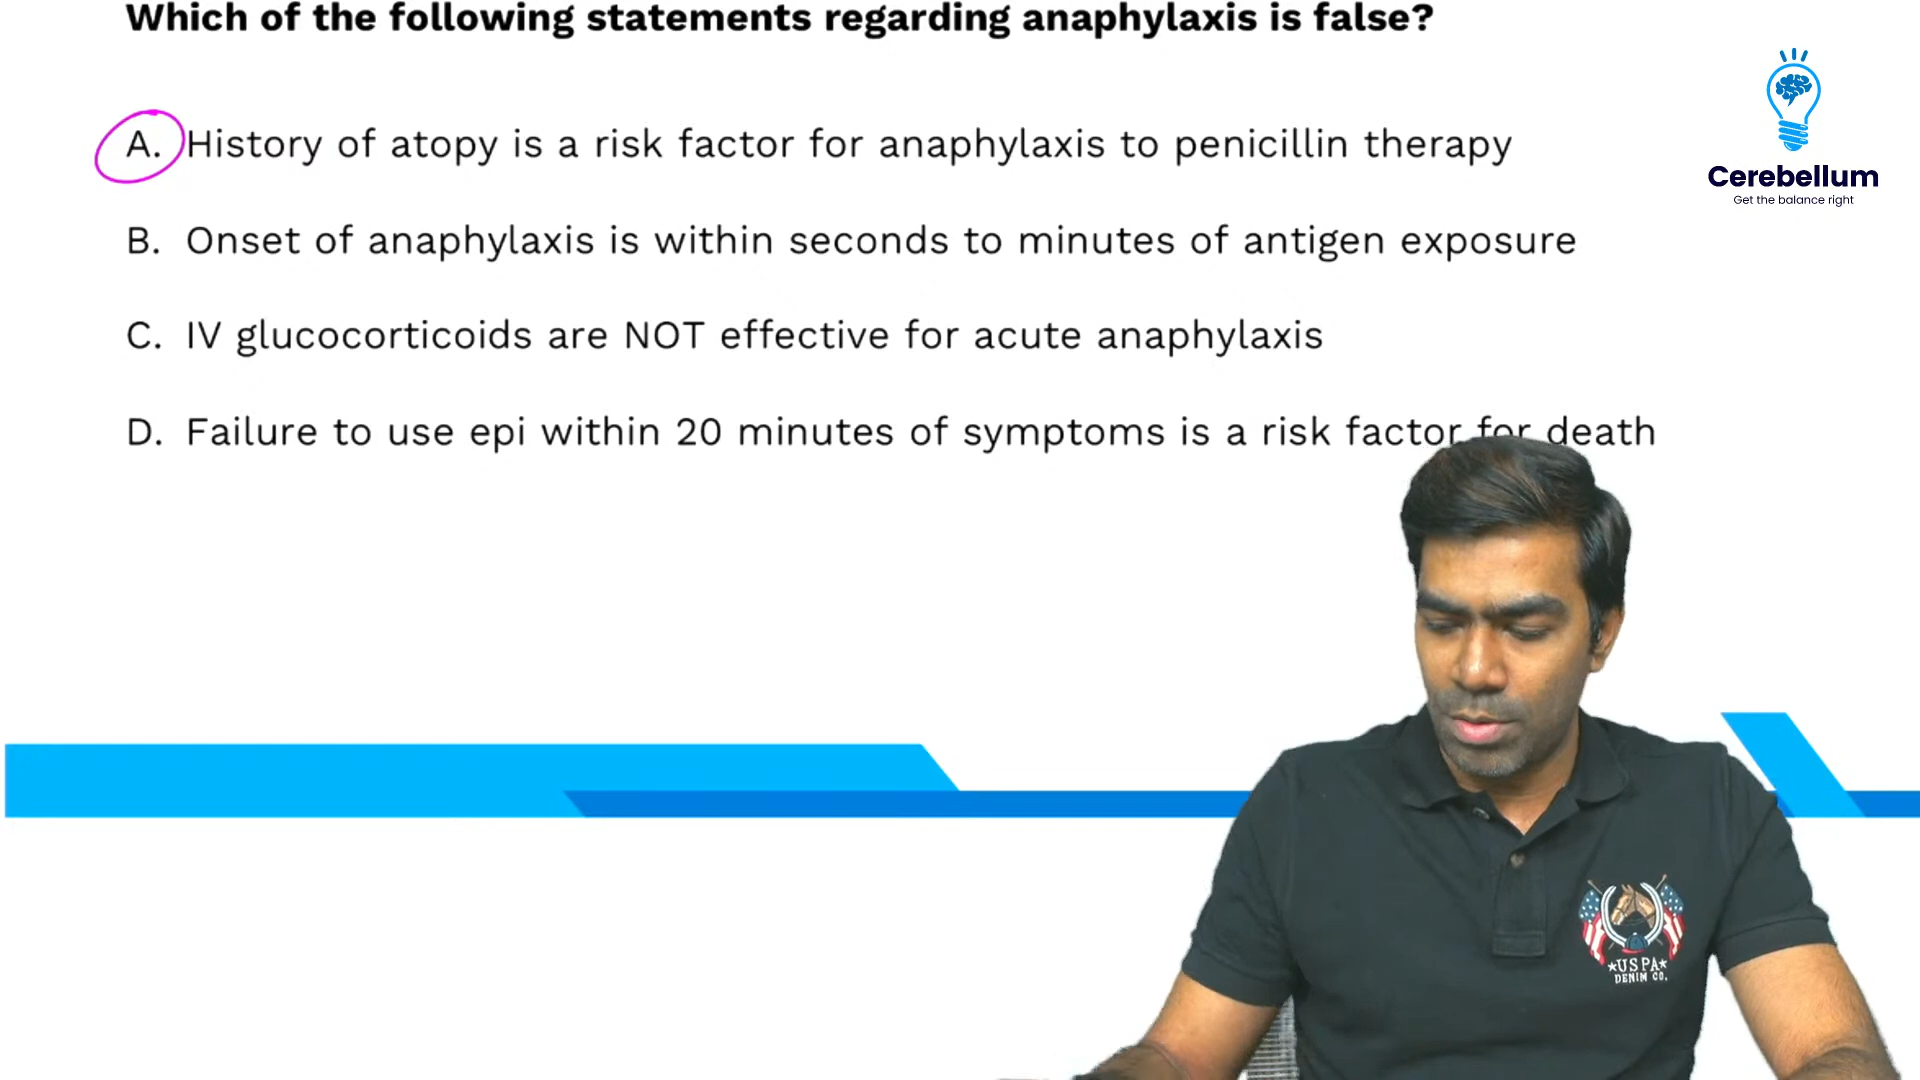 Which of the following statements regarding anaphylaxis is false?
A. History of atopy is a risk factor for anaphylaxis to penicillin therapy
B. Onset of anaphylaxis is within seconds to minutes of antigen exposure
C. IV glucocorticoids are NOT effective for acute anaphylaxis
D. Failure to use epi within 20 minutes of symptoms is a risk factor for death
Cerebellum
Get the balance right
USPA
DENIM CO.